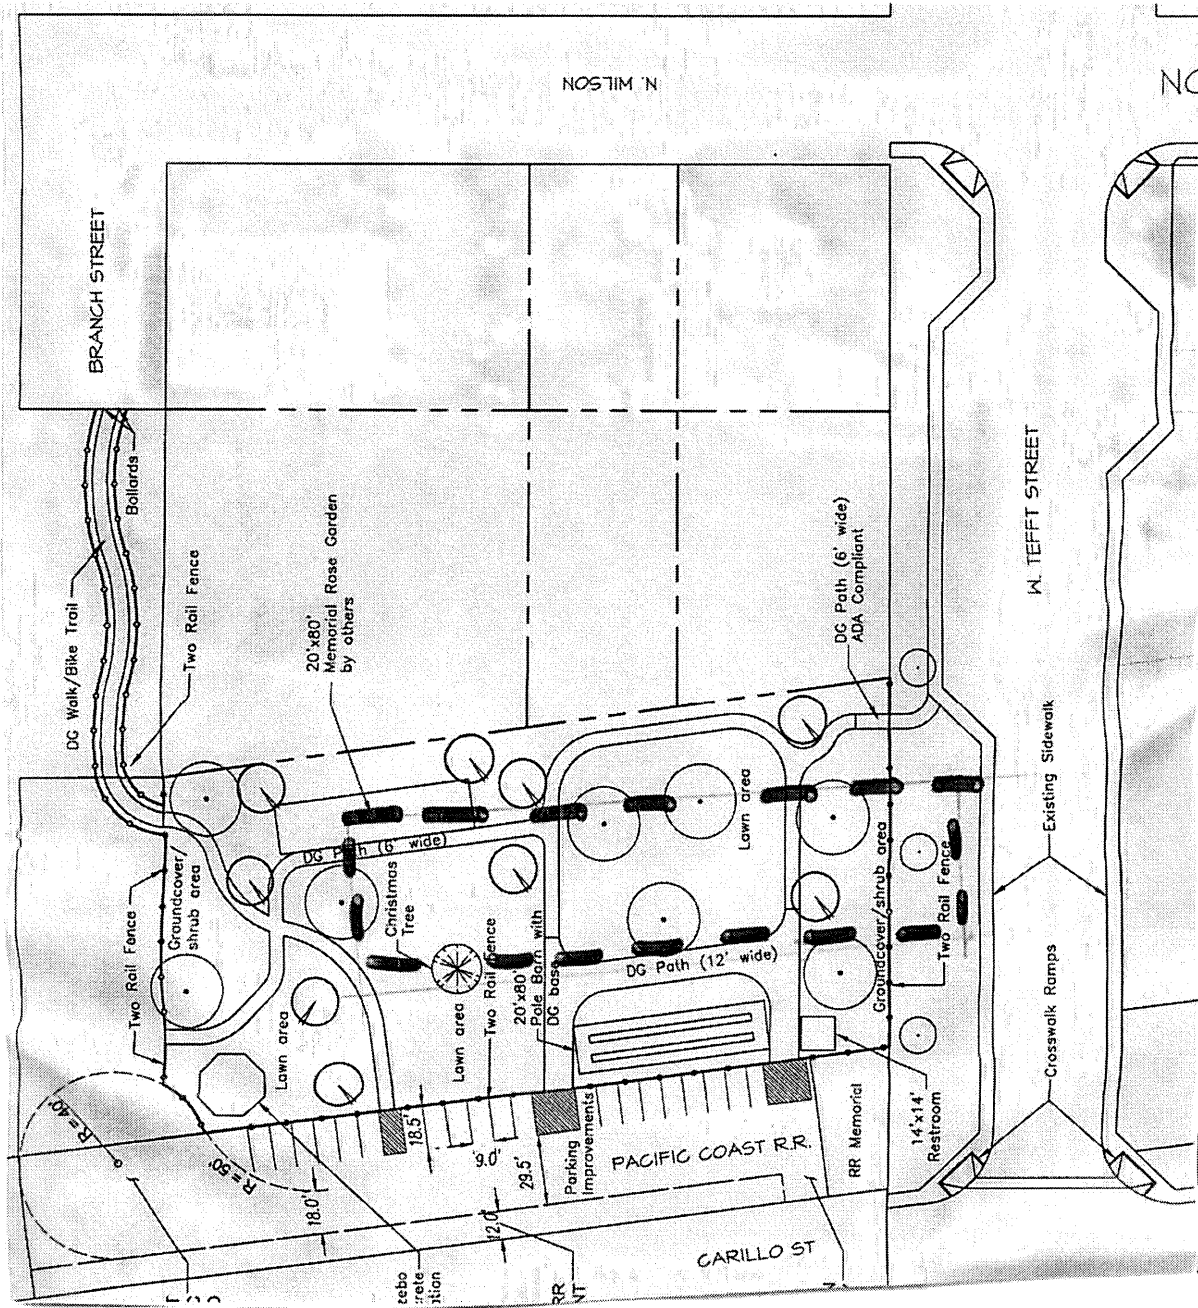 N. WILSON
ON
BRANCH STREET
DG Walk/Bike Trail
Bollards
Two Rail Fence
20'x80'
Memorial Rose Garden
by others
DG Path (6' wide)
ADA Compliant
W. TEFFT STREET
Two Rail Fence
Groundcover/
shrub area
DG Path (6' wide)
Christmas
Tree
Lawn area
Lawn area
Lawn area
Two Rail Fence
20'x80'
Pole Barn with
DG base
DG Path (12' wide)
Groundcover/shrub area
Two Rail Fence
Existing Sidewalk
Crosswalk Ramps
R=40'
R=50'
18.5'
9.0'
29.5'
18.0'
12.0'
Parking
Improvements
PACIFIC COAST R.R.
RR Memorial
14'x14'
Restroom
CARILLO ST
zebo
rete
RR